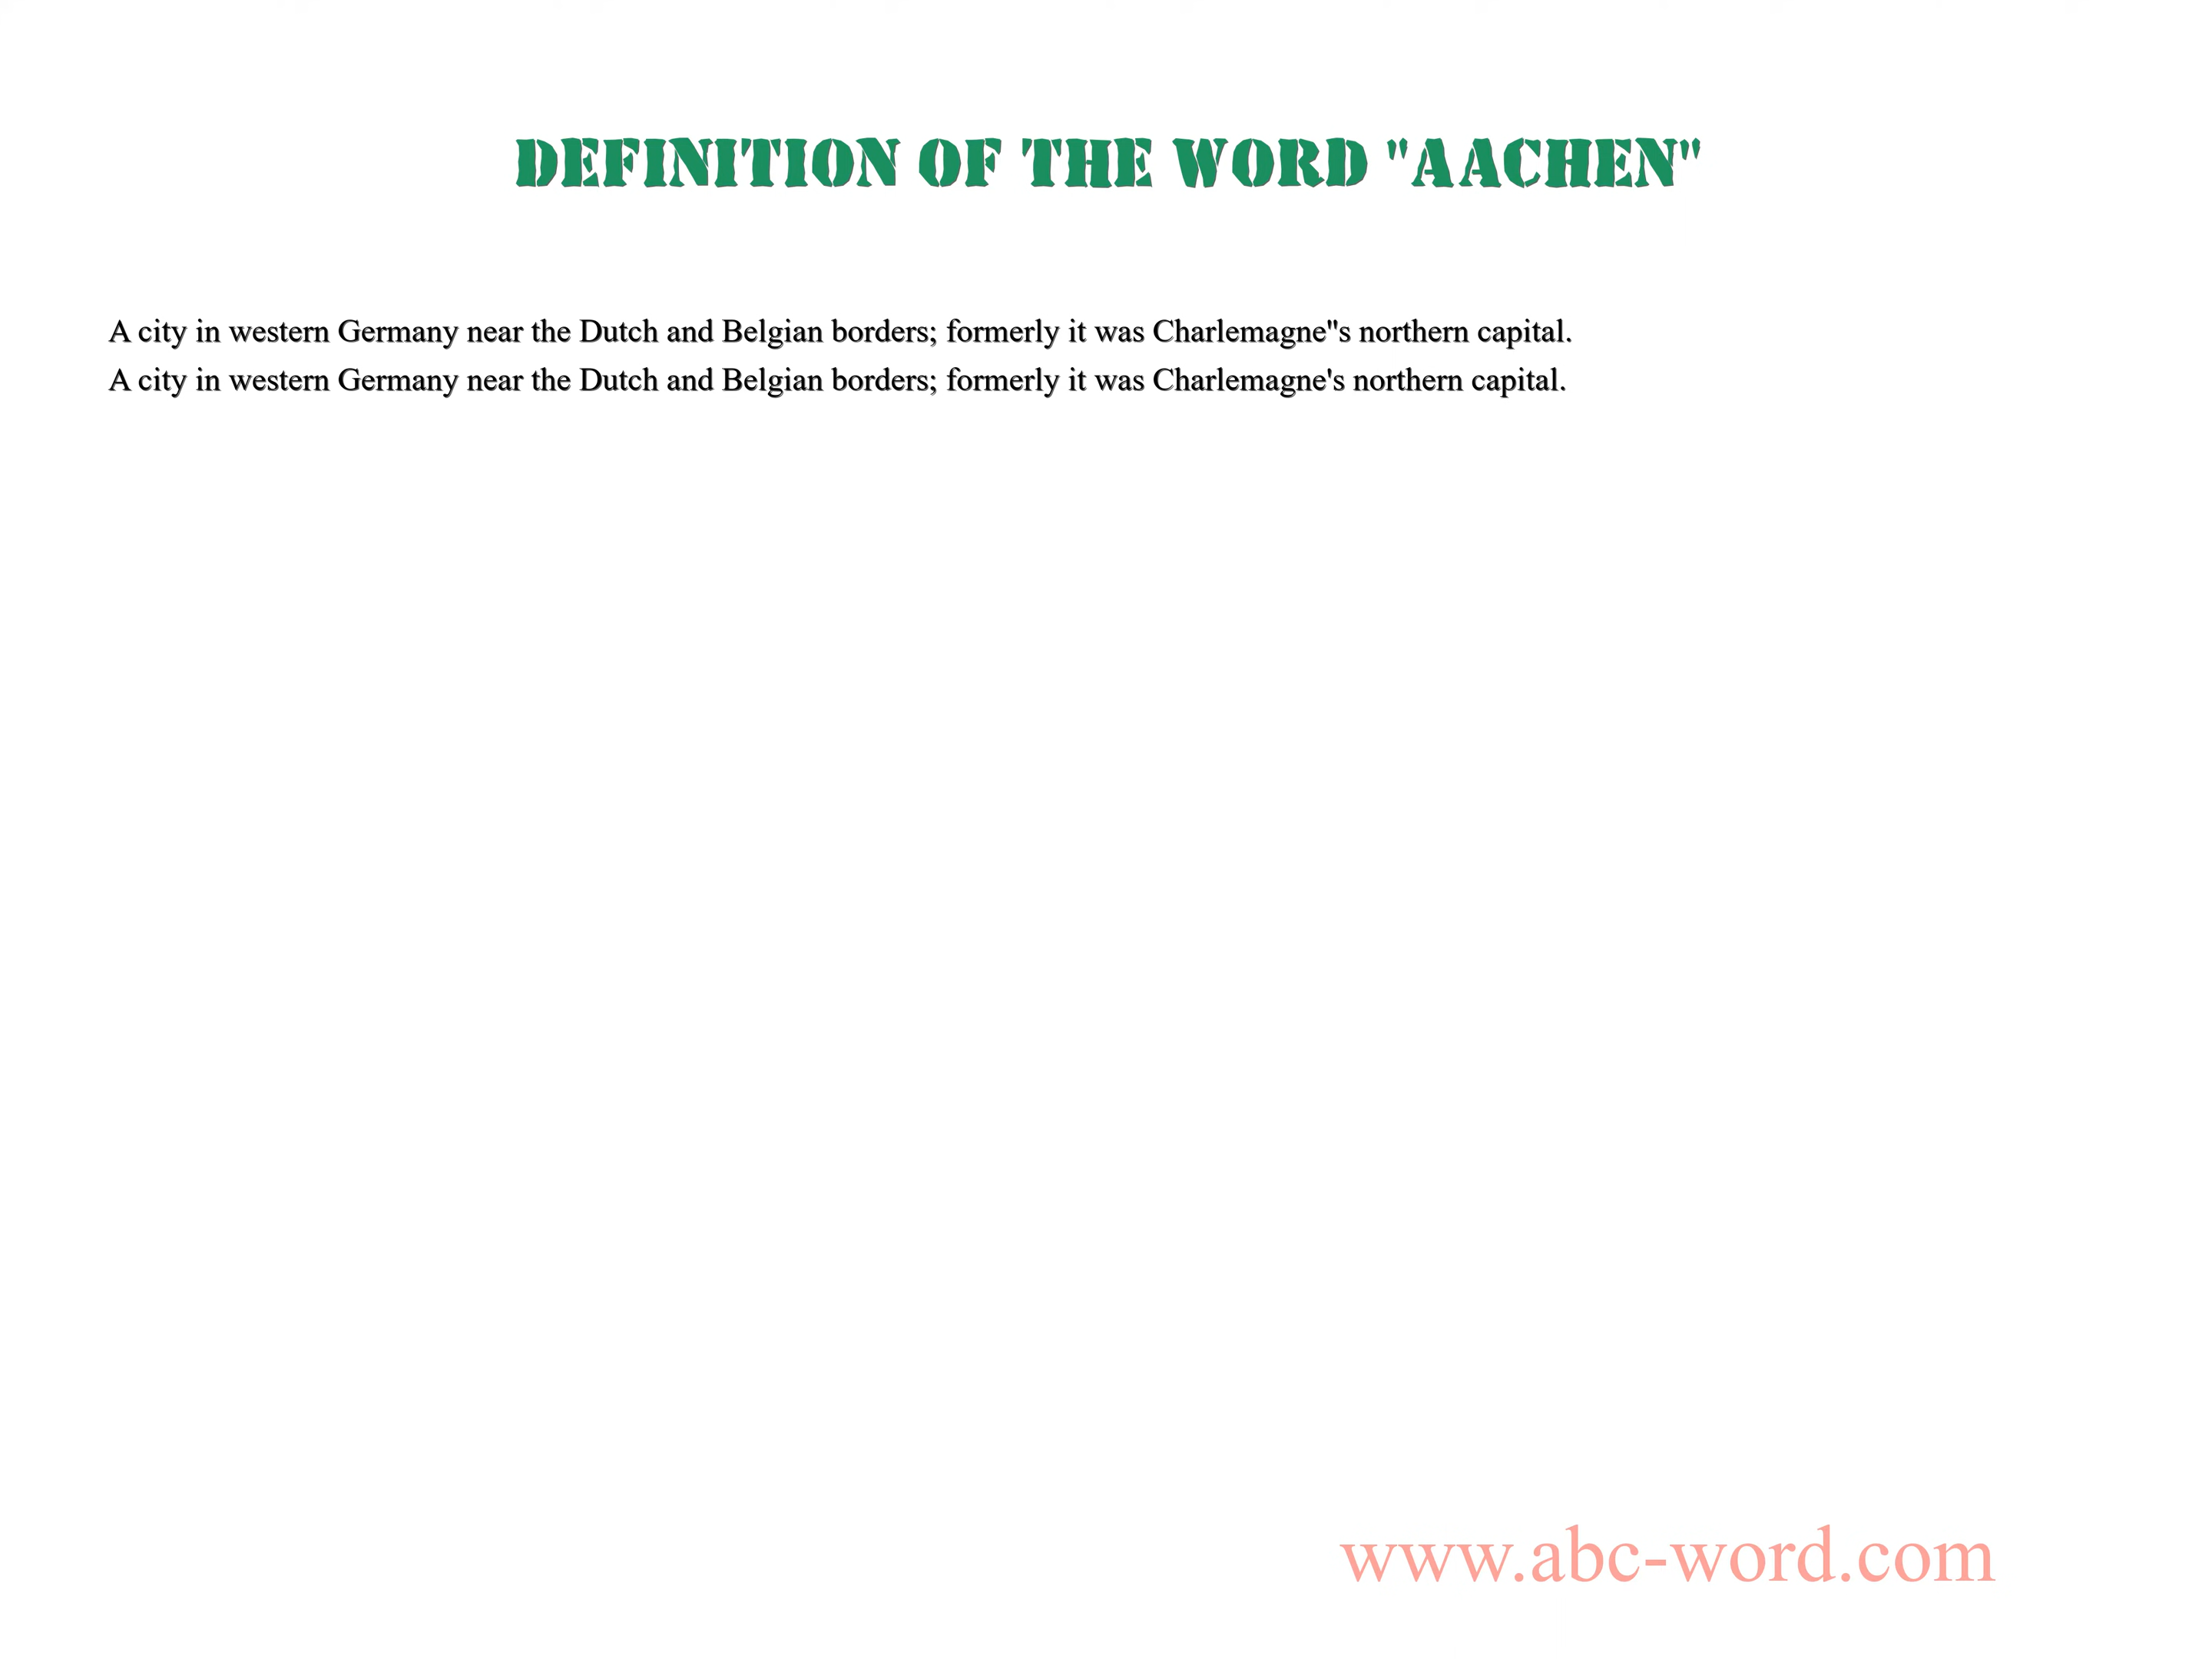 DEFINITION OF THE WORD "AACHEN"
A city in western Germany near the Dutch and Belgian borders; formerly it was Charlemagne''s northern capital.
A city in western Germany near the Dutch and Belgian borders; formerly it was Charlemagne's northern capital.
www.abc-word.com